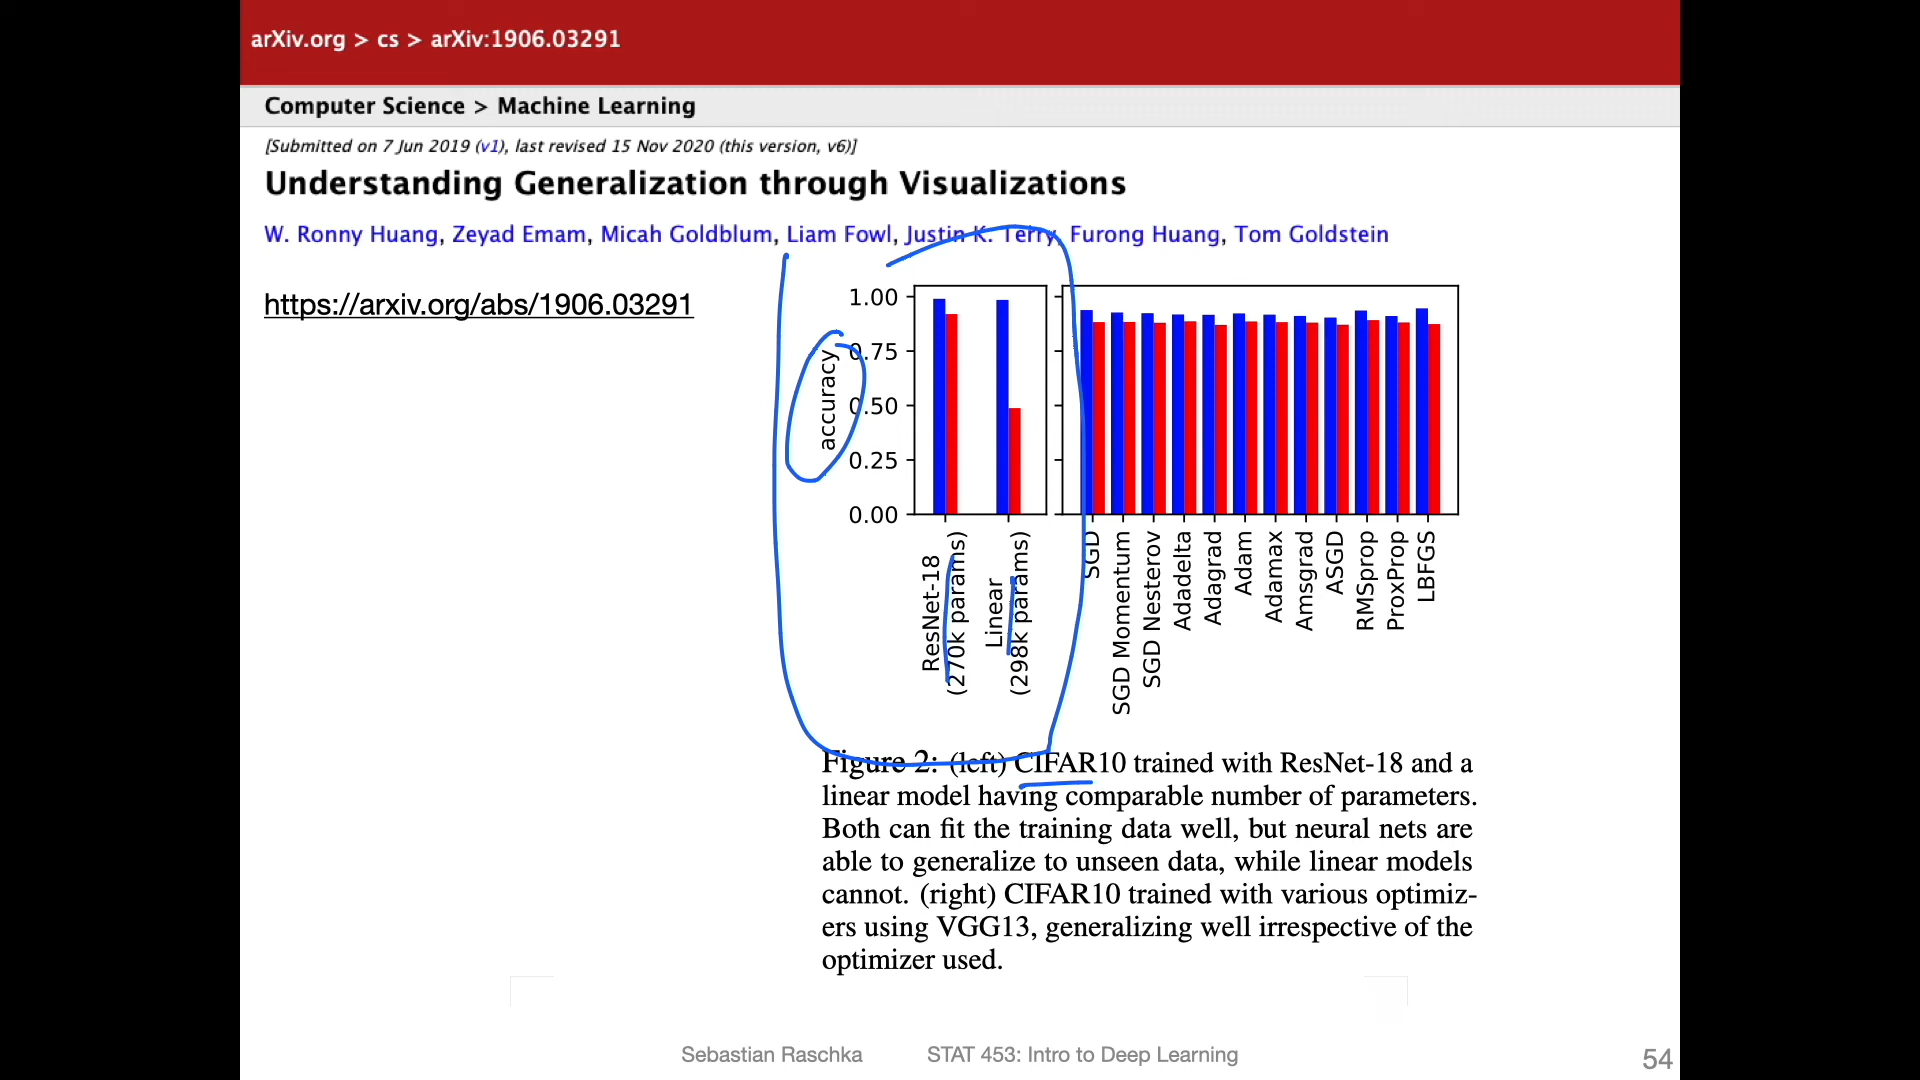 arXiv.org > cs > arXiv:1906.03291
Computer Science > Machine Learning
[Submitted on 7 Jun 2019 (v1), last revised 15 Nov 2020 (this version, v6)]
Understanding Generalization through Visualizations
W. Ronny Huang, Zeyad Emam, Micah Goldblum, Liam Fowl, Justin K. Terry, Furong Huang, Tom Goldstein
https://arxiv.org/abs/1906.03291
accuracy
1.00
0.75
0.50
0.25
0.00
ResNet-18
(270k params)
Linear
(298k params)
SGD
SGD Momentum
SGD Nesterov
Adadelta
Adagrad
Adam
Adamax
Amsgrad
ASGD
RMSprop
ProxProp
LBFGS
Figure 2: (left) CIFAR10 trained with ResNet-18 and a
linear model having comparable number of parameters.
Both can fit the training data well, but neural nets are
able to generalize to unseen data, while linear models
cannot. (right) CIFAR10 trained with various optimiz-
ers using VGG13, generalizing well irrespective of the
optimizer used.
Sebastian Raschka
STAT 453: Intro to Deep Learning
54